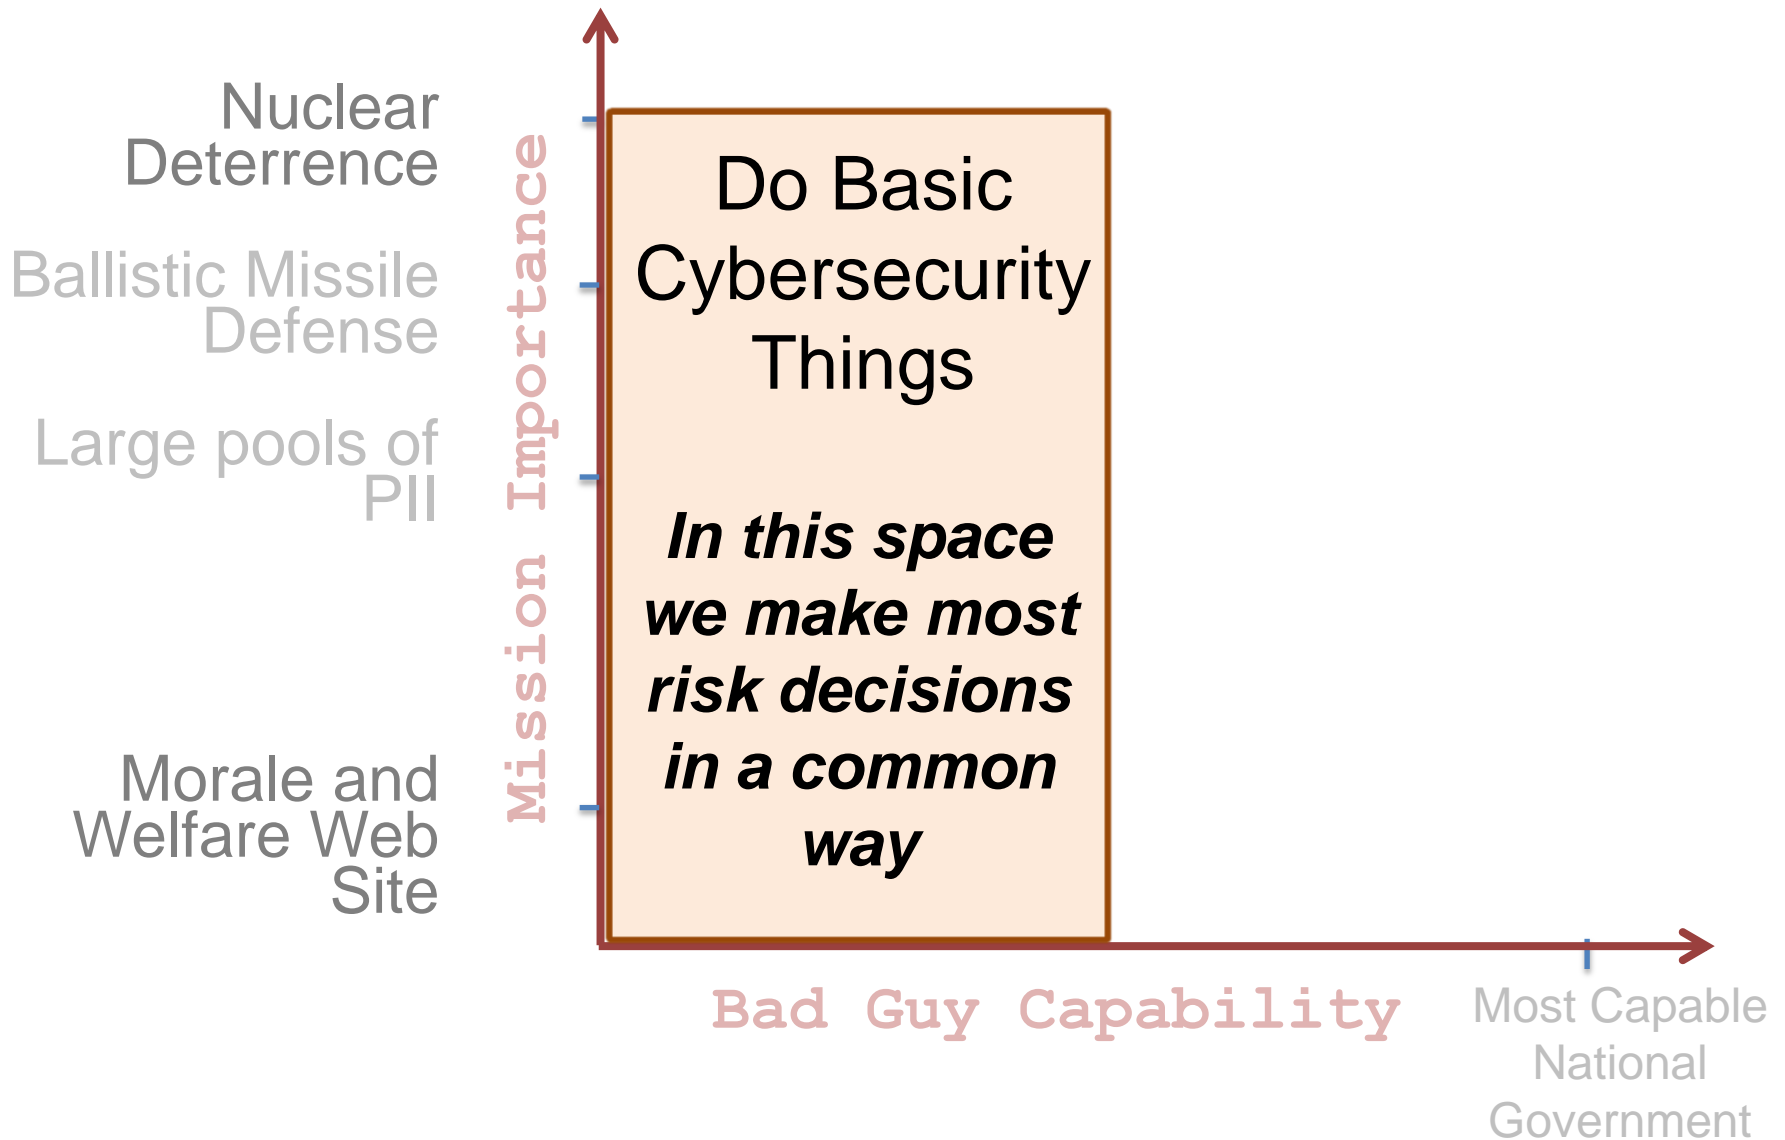 Nuclear
Deterrence
Ballistic Missile
Defense
Large pools of
PII
Morale and
Welfare Web
Site
Mission Importance
Do Basic
Cybersecurity
Things
In this space
we make most
risk decisions
in a common
way
Bad Guy Capability
Most Capable
National
Government